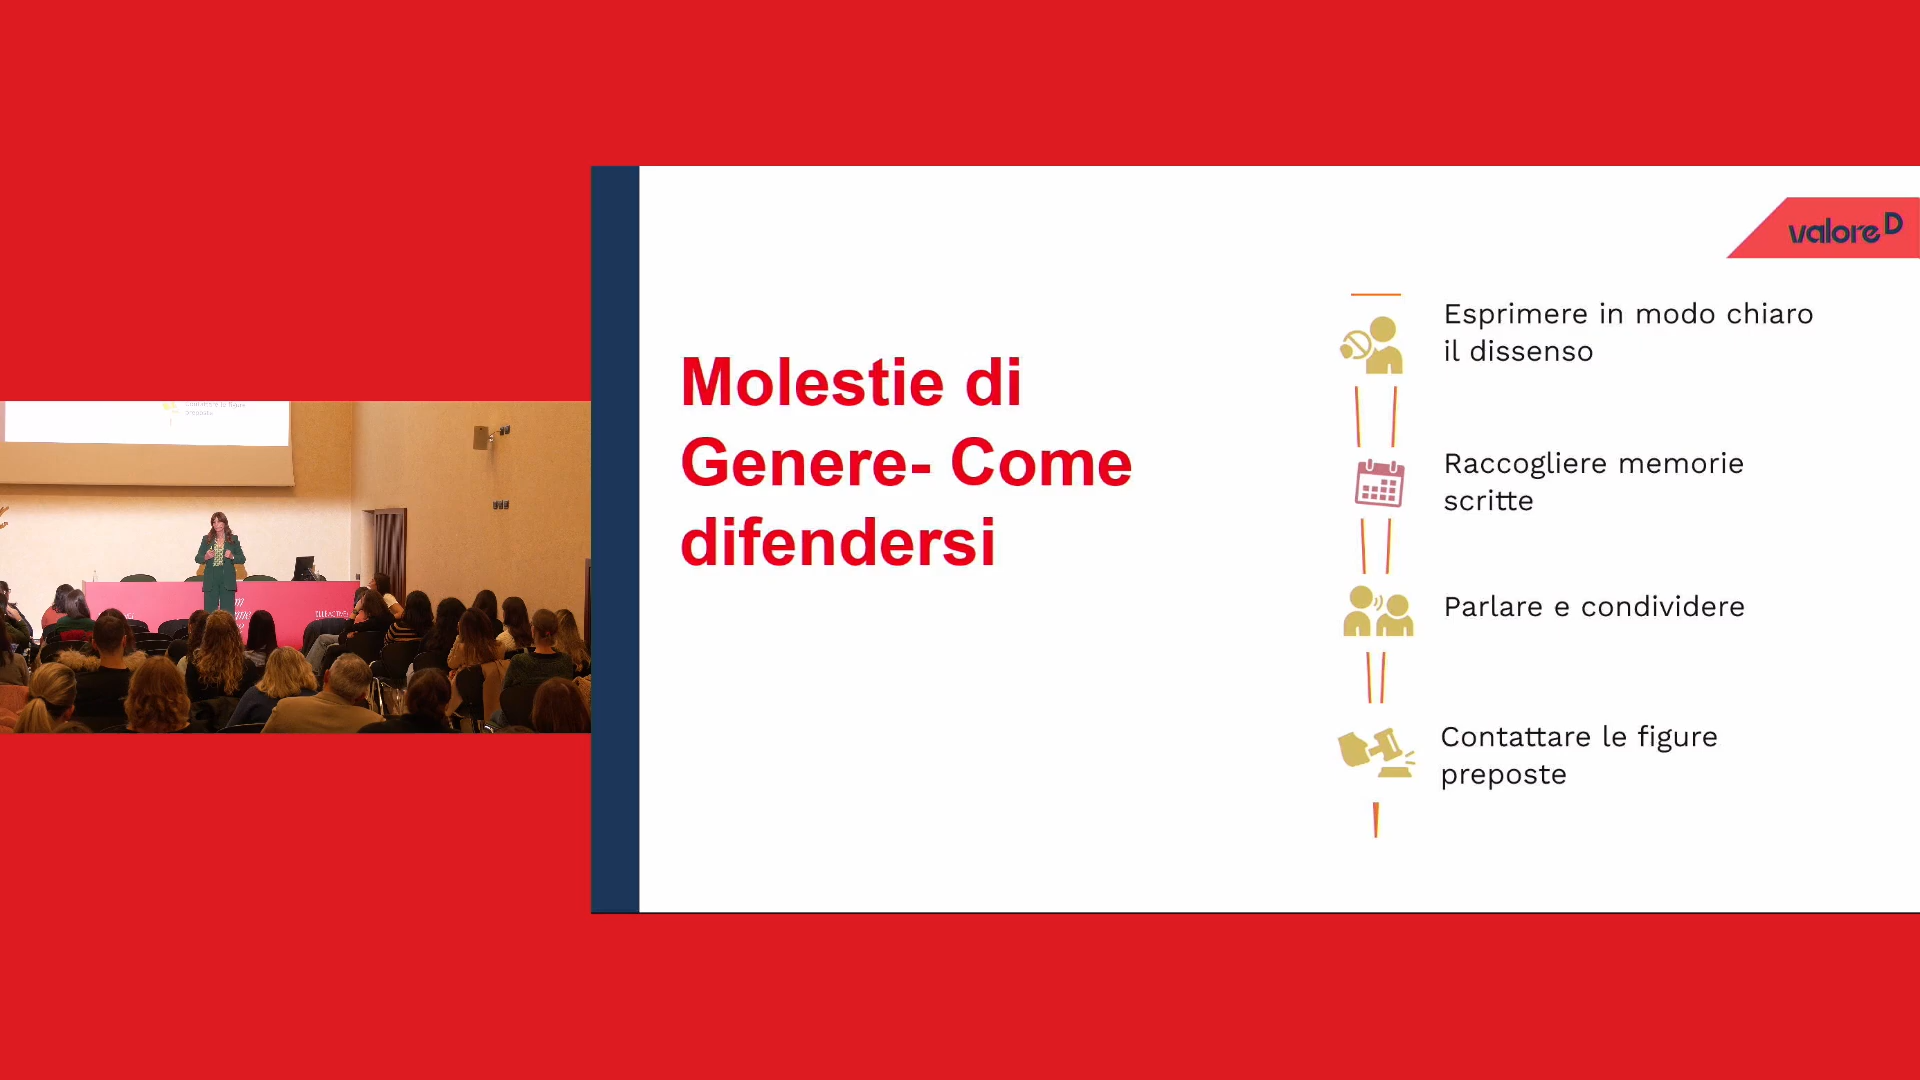 valore D
Molestie di
Genere- Come
difendersi
Esprimere in modo chiaro
il dissenso
Raccogliere memorie
scritte
Parlare e condividere
Contattare le figure
preposte